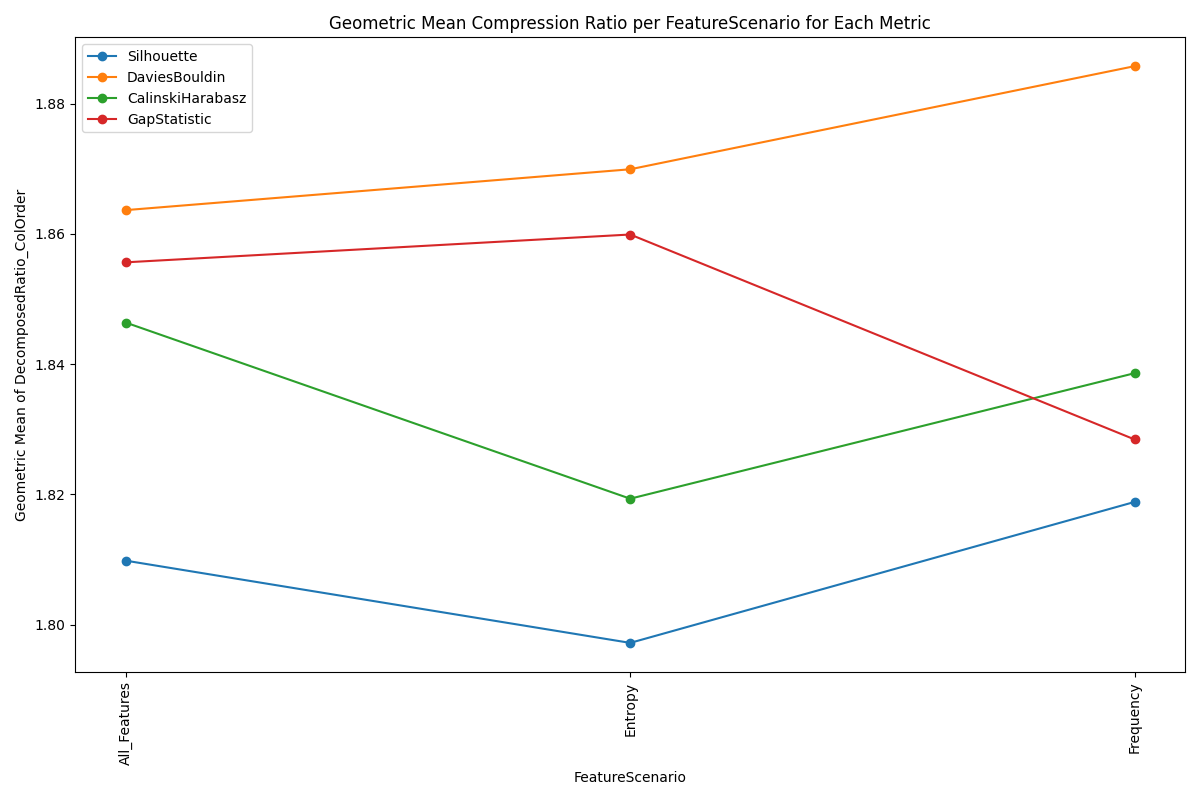 Geometric Mean Compression Ratio per FeatureScenario for Each Metric
Silhouette
DaviesBouldin
CalinskiHarabasz
GapStatistic
Geometric Mean of DecomposedRatio_ColOrder
1.88
1.86
1.84
1.82
1.80
All_Features
Entropy
Frequency
FeatureScenario